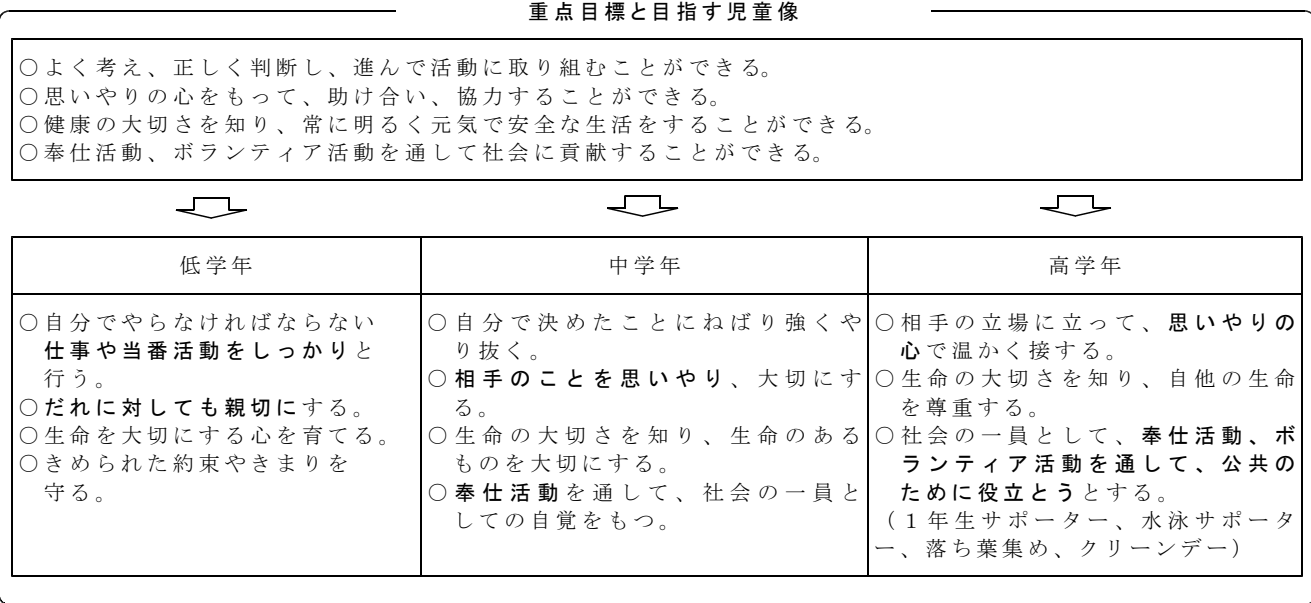 重点目標と目指す児童像
○よく考え、正しく判断し、進んで活動に取り組むことができる。
○思いやりの心をもって、助け合い、協力することができる。
○健康の大切さを知り、常に明るく元気で安全な生活をすることができる。
○奉仕活動、ボランティア活動を通して社会に貢献することができる。
低学年
○自分でやらなければならない
仕事や当番活動をしっかりと
行う。
○だれに対しても親切にする。
○生命を大切にする心を育てる。
○きめられた約束やきまりを
守る。
中学年
○自分で決めたことにねばり強くや
り抜く。
○相手のことを思いやり、大切にす
る。
○生命の大切さを知り、生命のある
ものを大切にする。
○奉仕活動を通して、社会の一員と
しての自覚をもつ。
高学年
○相手の立場に立って、思いやりの
心で温かく接する。
○生命の大切さを知り、自他の生命
を尊重する。
○社会の一員として、奉仕活動、ボ
ランティア活動を通して、公共の
ために役立とうとする。
（１年生サポーター、水泳サポータ
ー、落ち葉集め、クリーンデー）